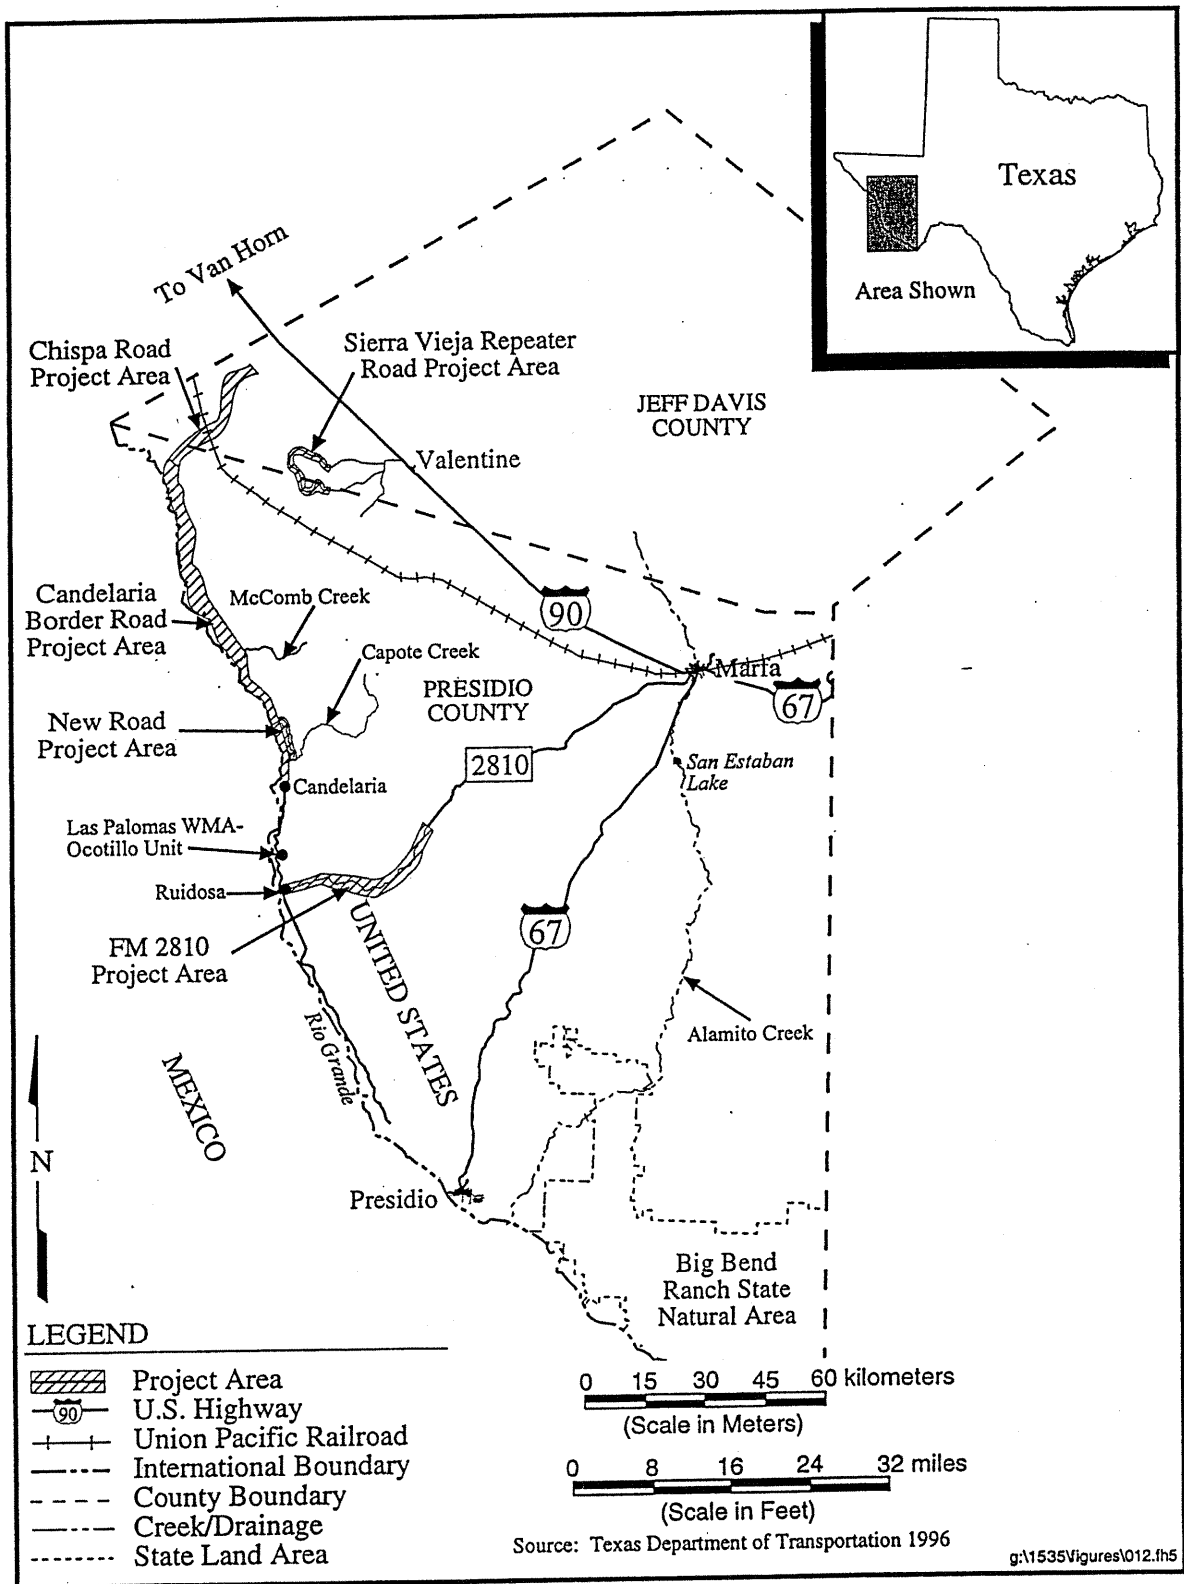 Texas
Area Shown
To Van Horn
Chispa Road
Project Area
Sierra Vieja Repeater
Road Project Area
JEFF DAVIS
COUNTY
Valentine
Candelaria
Border Road
Project Area
McComb Creek
90
Capote Creek
Marfa
PRESIDIO
COUNTY
67
New Road
Project Area
2810
San Estaban
Lake
Candelaria
Las Palomas WMA-
Ocotillo Unit
Ruidosa
67
FM 2810
Project Area
UNITED STATES
Rio Grande
MEXICO
Alamito Creek
N
Presidio
Big Bend
Ranch State
Natural Area
LEGEND
Project Area
90 U.S. Highway
Union Pacific Railroad
International Boundary
County Boundary
Creek/Drainage
State Land Area
0 15 30 45 60 kilometers
(Scale in Meters)
0 8 16 24 32 miles
(Scale in Feet)
Source: Texas Department of Transportation 1996
g:\1535\figures\012.fh5